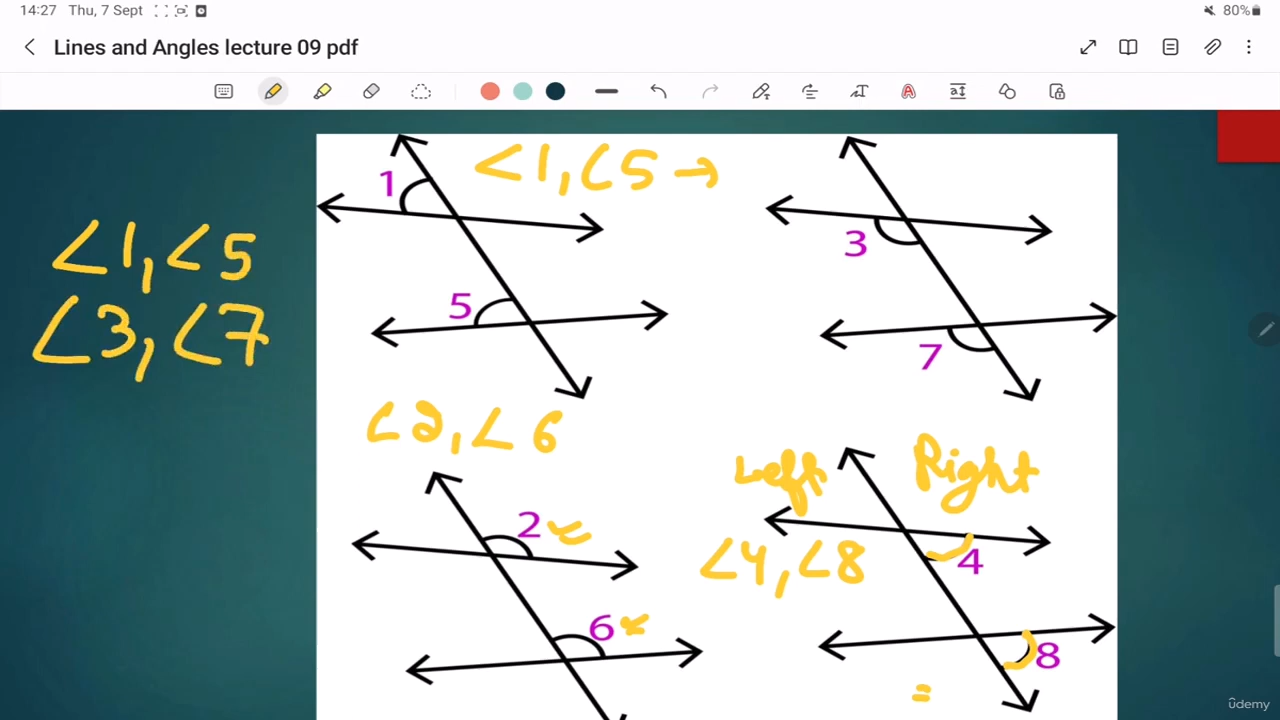 14:27 Thu, 7 Sept 80%
Lines and Angles lecture 09 pdf
∠1, ∠5 →
1
∠1, ∠5
3
∠3, ∠7
5
7
∠2, ∠6
Left Right
2
∠4, ∠8
4
6
8
=
ûdemy